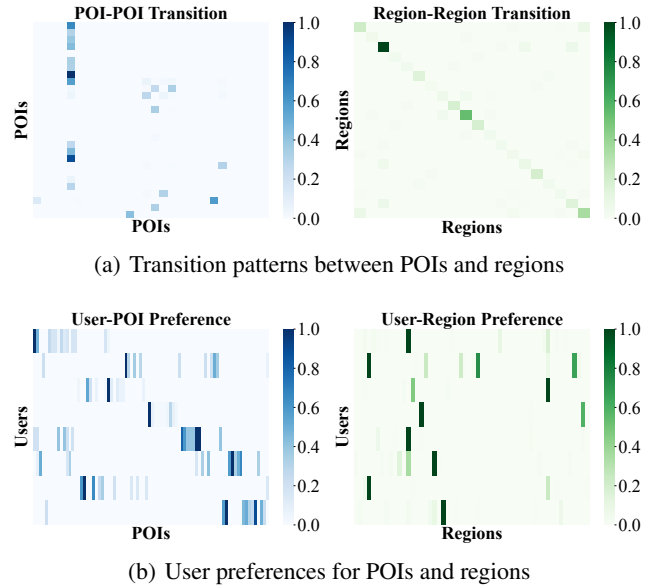 POI-POI Transition
Region-Region Transition
POIs
1.0
0.8
0.6
0.4
0.2
0.0
Regions
1.0
0.8
0.6
0.4
0.2
0.0
POIs
Regions
(a) Transition patterns between POIs and regions
User-POI Preference
User-Region Preference
Users
1.0
0.8
0.6
0.4
0.2
0.0
Users
1.0
0.8
0.6
0.4
0.2
0.0
POIs
Regions
(b) User preferences for POIs and regions